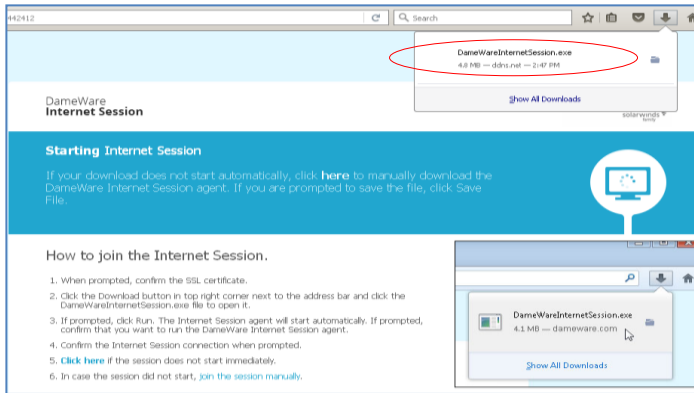 442412
Search
DameWareInternetSession.exe
4.8 MB — ddns.net — 2:47 PM
Show All Downloads
DameWare
Internet Session
solarwinds
Starting Internet Session
If your download does not start automatically, click here to manually download the
DameWare Internet Session agent. If you are prompted to save the file, click Save
File.
How to join the Internet Session.
1. When prompted, confirm the SSL certificate.
2. Click the Download button in top right corner next to the address bar and click the
DameWareInternetSession.exe file to open it.
3. If prompted, click Run. The Internet Session agent will start automatically. If prompted,
confirm that you want to run the DameWare Internet Session agent.
4. Confirm the Internet Session connection when prompted.
5. Click here if the session does not start immediately.
6. In case the session did not start, join the session manually.
DameWareInternetSession.exe
4.1 MB — dameware.com
Show All Downloads